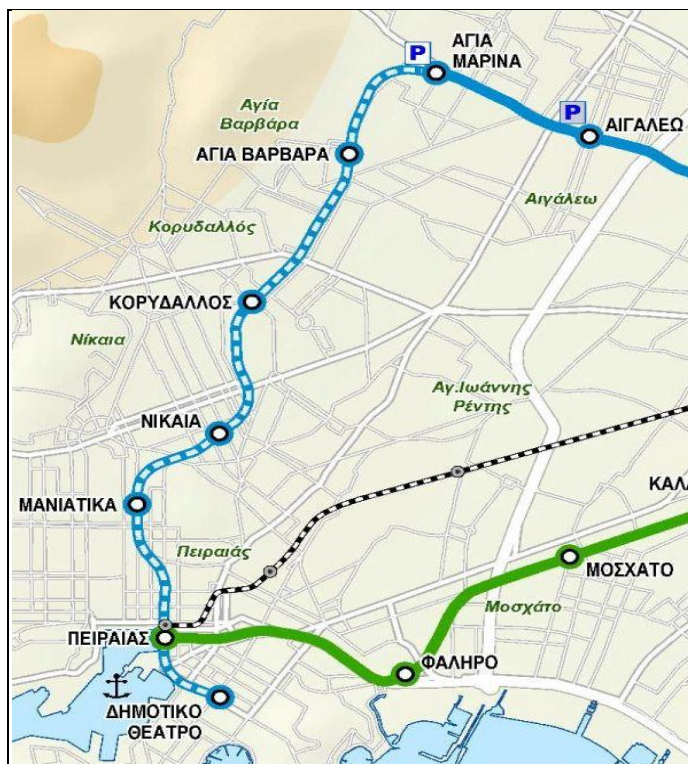 P
ΑΓΙΑ
ΜΑΡΙΝΑ
P
ΑΙΓΑΛΕΩ
Αγία
Βαρβάρα
ΑΓΙΑ ΒΑΡΒΑΡΑ
Αιγάλεω
Κορυδαλλός
ΚΟΡΥΔΑΛΛΟΣ
Νίκαια
Αγ.Ιωάννης
Ρέντης
ΝΙΚΑΙΑ
ΚΑΛΛ
ΜΑΝΙΑΤΙΚΑ
Πειραιάς
ΜΟΣΧΑΤΟ
Μοσχάτο
ΠΕΙΡΑΙΑΣ
ΦΑΛΗΡΟ
ΔΗΜΟΤΙΚΟ
ΘΕΑΤΡΟ